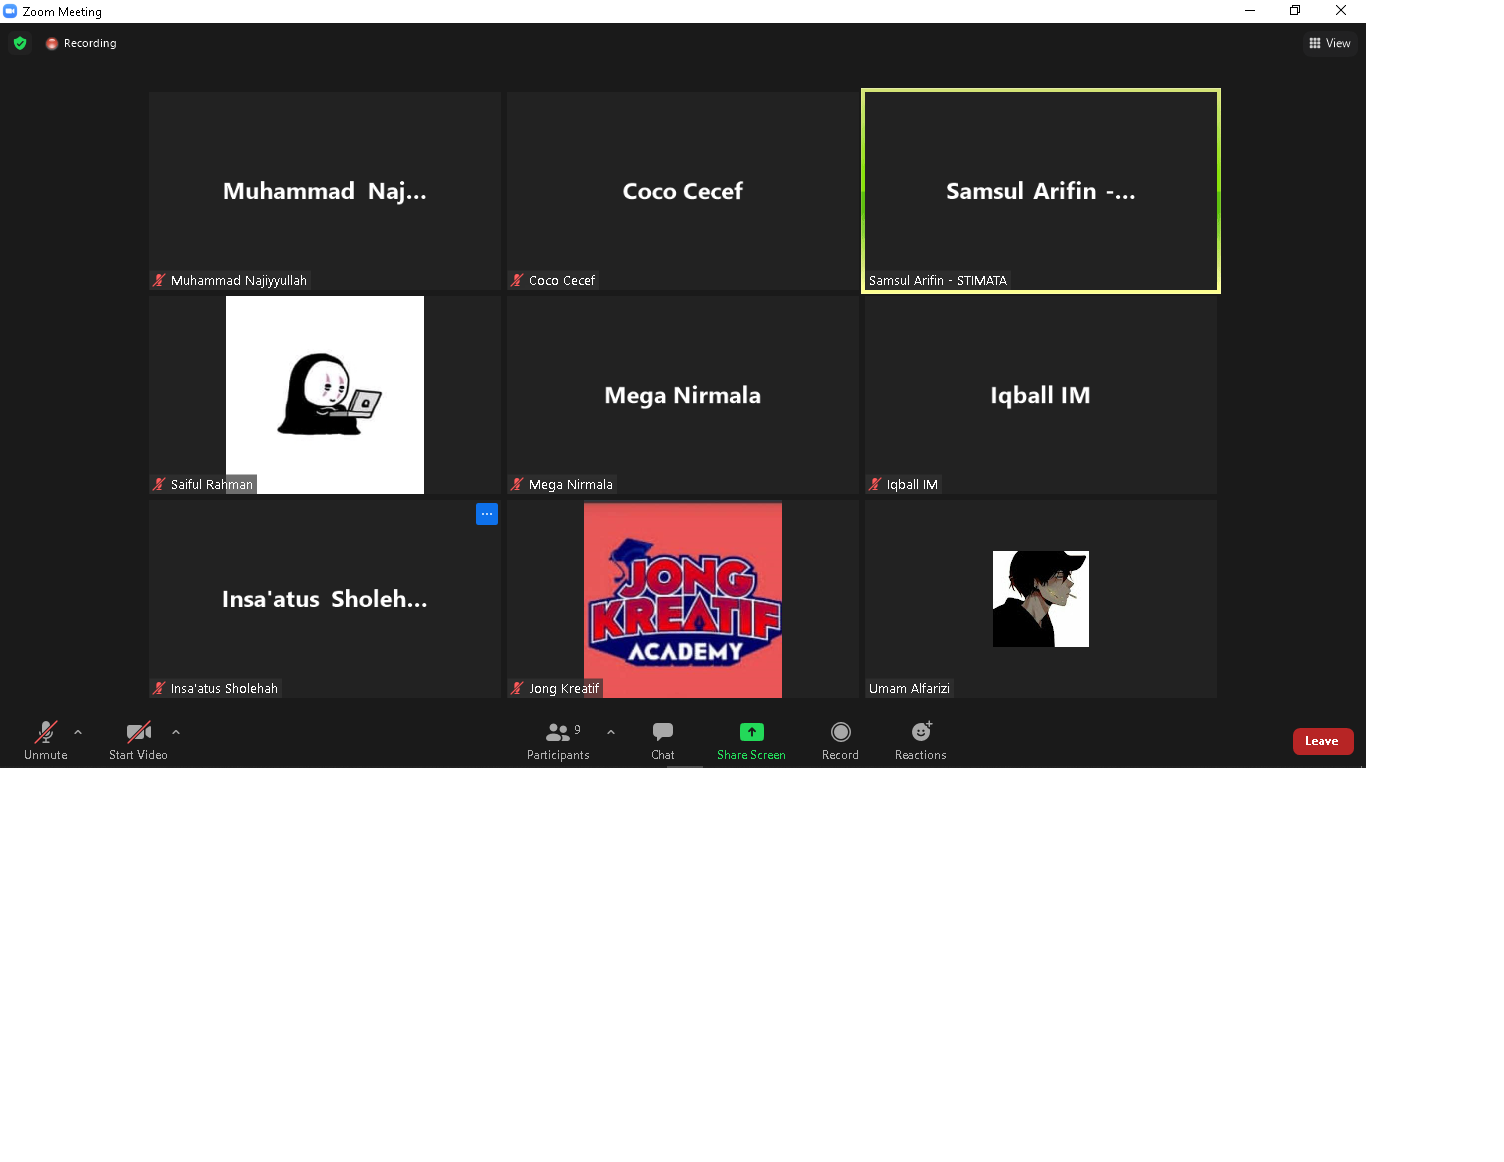 Zoom Meeting
Recording
View
Muhammad Naj...
Coco Cecef
Samsul Arifin -...
Muhammad Najiyyullah
Coco Cecef
Samsul Arifin - STIMATA
Mega Nirmala
Iqball IM
Saiful Rahman
Mega Nirmala
Iqball IM
Insa'atus Sholeh...
JONG
KREATIF
ACADEMY
Insa'atus Sholehah
Jong Kreatif
Umam Alfarizi
9
Unmute
Start Video
Participants
Chat
Share Screen
Record
Reactions
Leave